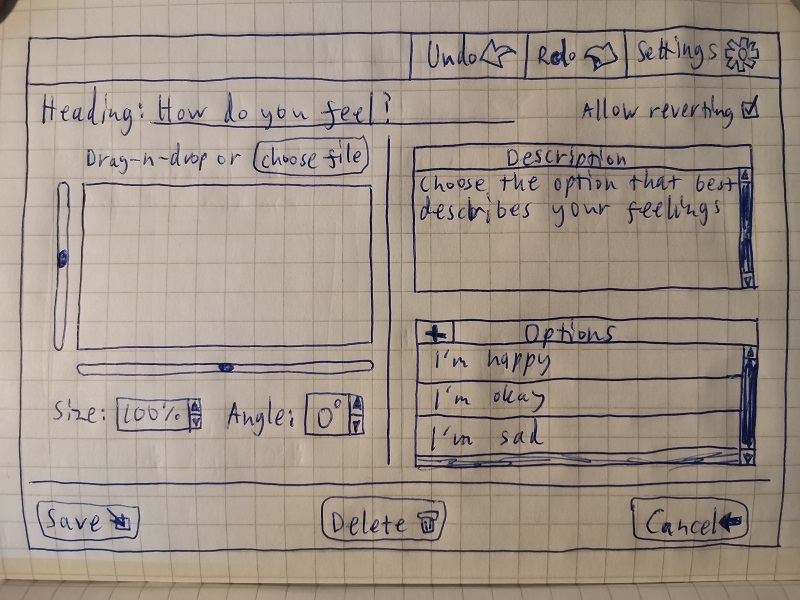 Undo Redo Settings
Heading: How do you feel?
Allow reverting
Drag-n-drop or choose file
Description
Choose the option that best
describes your feelings
+ Options
I'm happy
I'm okay
I'm sad
Size: 100% Angle: 0°
Save Delete Cancel